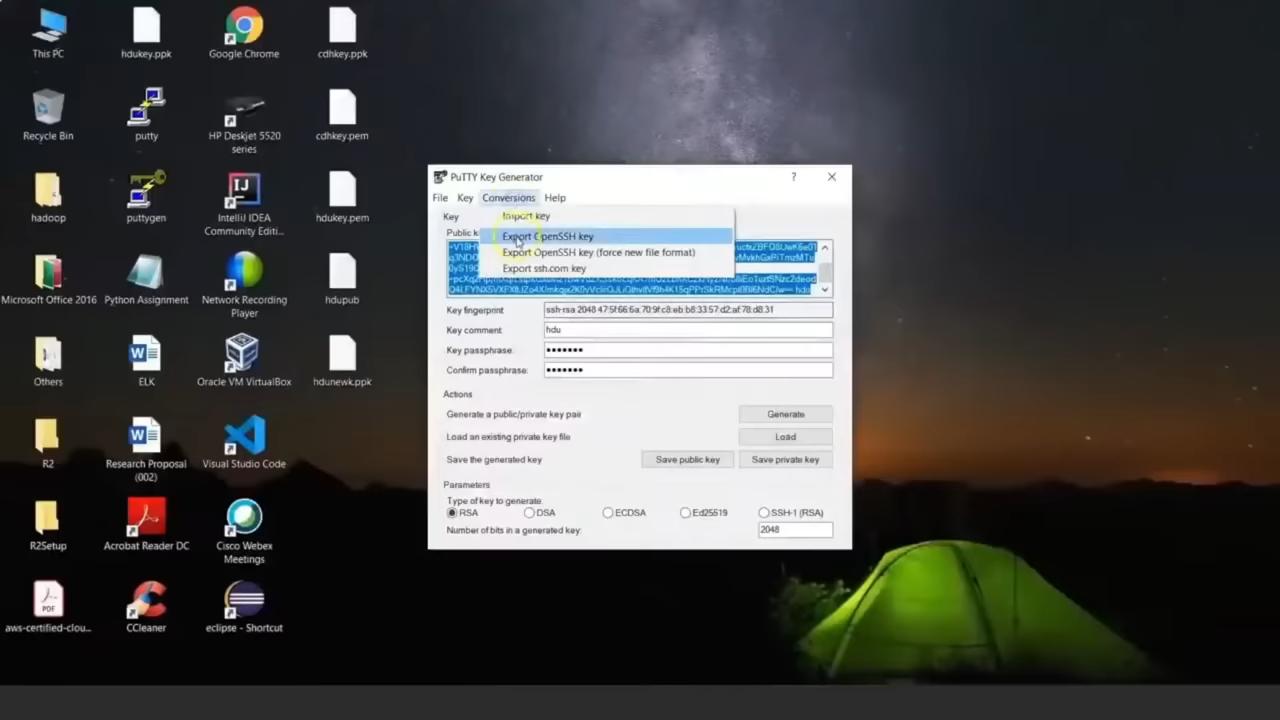 This PC
hdukey.ppk
Google Chrome
cdhkey.ppk
Recycle Bin
putty
HP Deskjet 5520
series
cdhkey.pem
hadoop
puttygen
IntelliJ IDEA
Community Editi...
hdukey.pem
Microsoft Office 2016
Python Assignment
Network Recording
Player
hdupub
Others
ELK
Oracle VM VirtualBox
hdunewk.ppk
R2
Research Proposal
(002)
Visual Studio Code
R2Setup
Acrobat Reader DC
Cisco Webex
Meetings
PDF
aws-certified-clou...
CCleaner
eclipse - Shortcut
PuTTY Key Generator
?
File Key Conversions Help
Key
Import key
Public k
Export OpenSSH key
Export OpenSSH key (force new file format)
Export ssh.com key
Key fingerprint:
ssh-rsa 2048 47:5f:66:6a:70:9f:c8:eb:b8:33:57:d2:af:78:d8:31
Key comment:
hdu
Key passphrase:
Confirm passphrase:
Actions
Generate a public/private key pair
Generate
Load an existing private key file
Load
Save the generated key
Save public key
Save private key
Parameters
Type of key to generate:
RSA DSA ECDSA Ed25519 SSH-1 (RSA)
Number of bits in a generated key:
2048